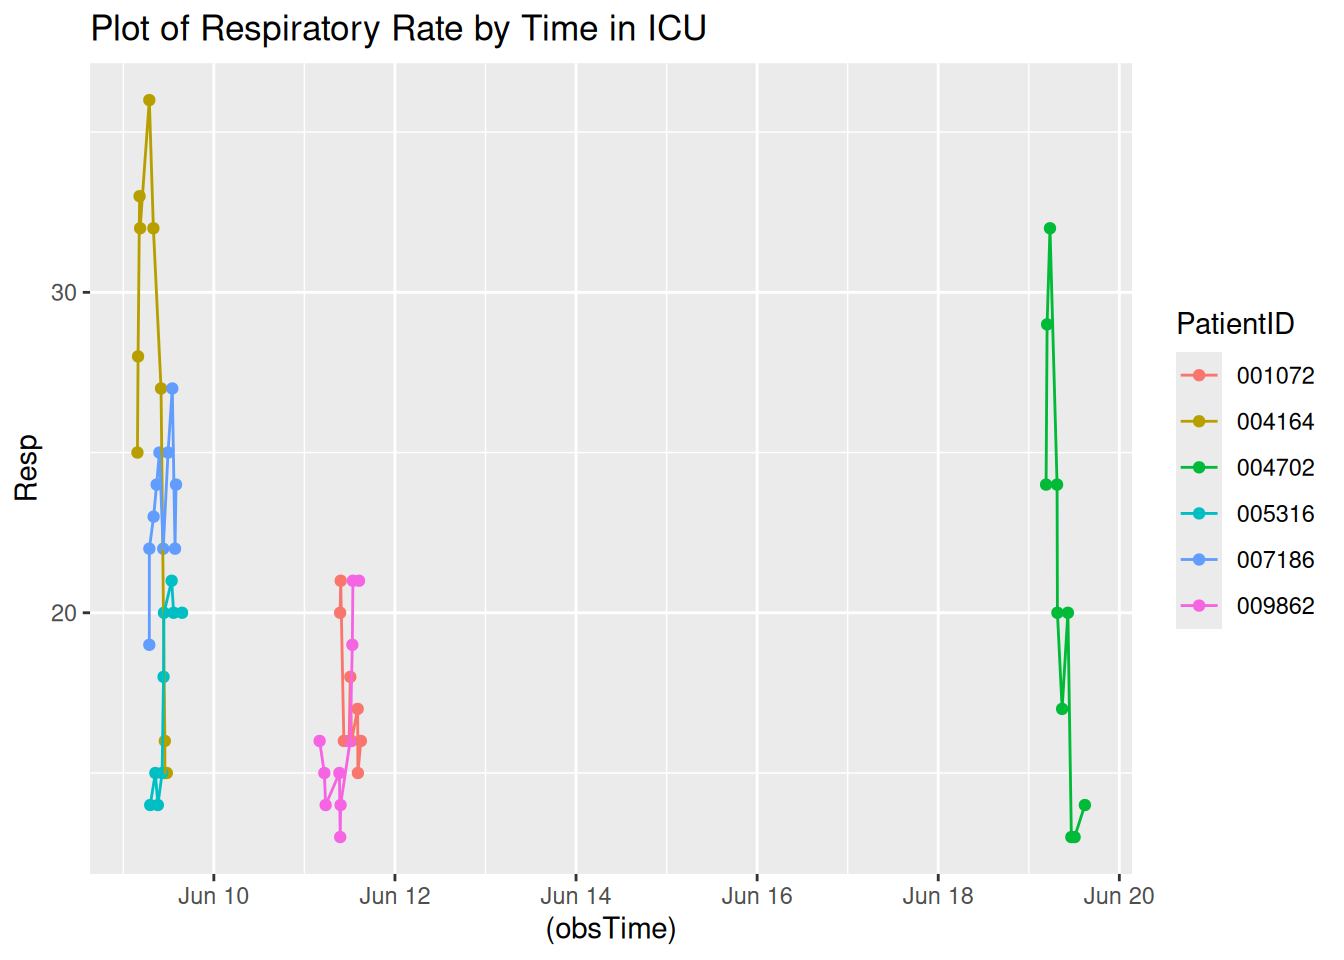 Plot of Respiratory Rate by Time in ICU
Resp
30
20
Jun 10
Jun 12
Jun 14
Jun 16
Jun 18
Jun 20
(obsTime)
PatientID
001072
004164
004702
005316
007186
009862